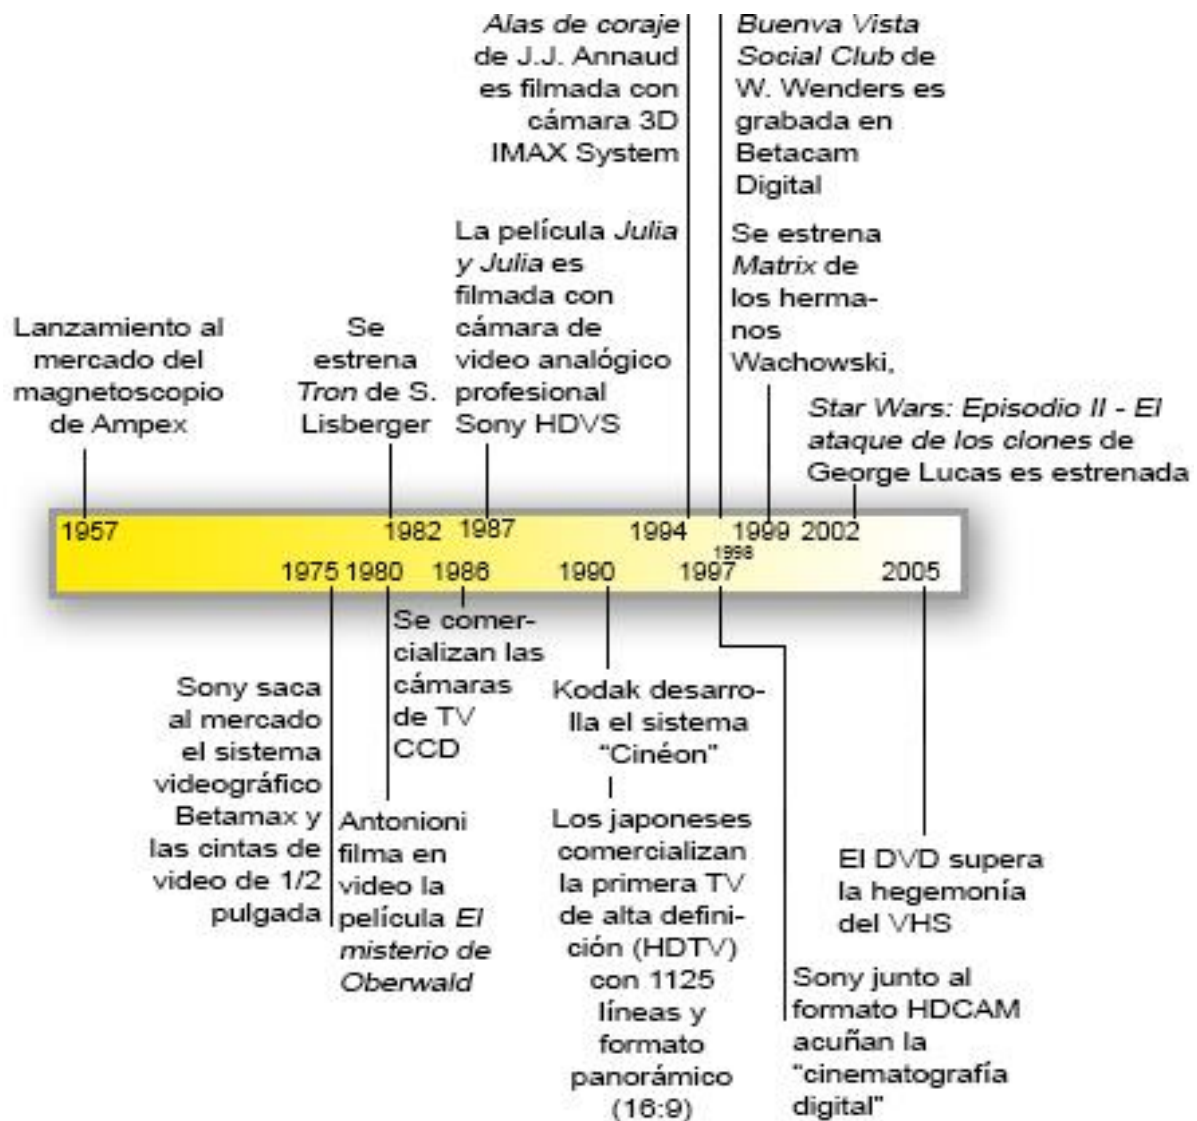 Alas de coraje
de J.J. Annaud
es filmada con
cámara 3D
IMAX System
Buenva Vista
Social Club de
W. Wenders es
grabada en
Betacam
Digital
La película Julia
y Julia es
filmada con
cámara de
video analógico
profesional
Sony HDVS
Se estrena
Matrix de
los herma-
nos
Wachowski,
Lanzamiento al
mercado del
magnetoscopio
de Ampex
Se
estrena
Tron de S.
Lisberger
Star Wars: Episodio II - El
ataque de los clones de
George Lucas es estrenada
1957
1982
1987
1994
1999
2002
1998
1975
1980
1986
1990
1997
2005
Sony saca
al mercado
el sistema
videográfico
Betamax y
las cintas de
video de 1/2
pulgada
Antonioni
filma en
video la
película El
misterio de
Oberwald
Se comer-
cializan las
cámaras
de TV
CCD
Kodak desarro-
lla el sistema
“Cinéon”
Los japoneses
comercializan
la primera TV
de alta defini-
ción (HDTV)
con 1125
líneas y
formato
panorámico
(16:9)
Sony junto al
formato HDCAM
acuñan la
“cinematografía
digital”
El DVD supera
la hegemonía
del VHS